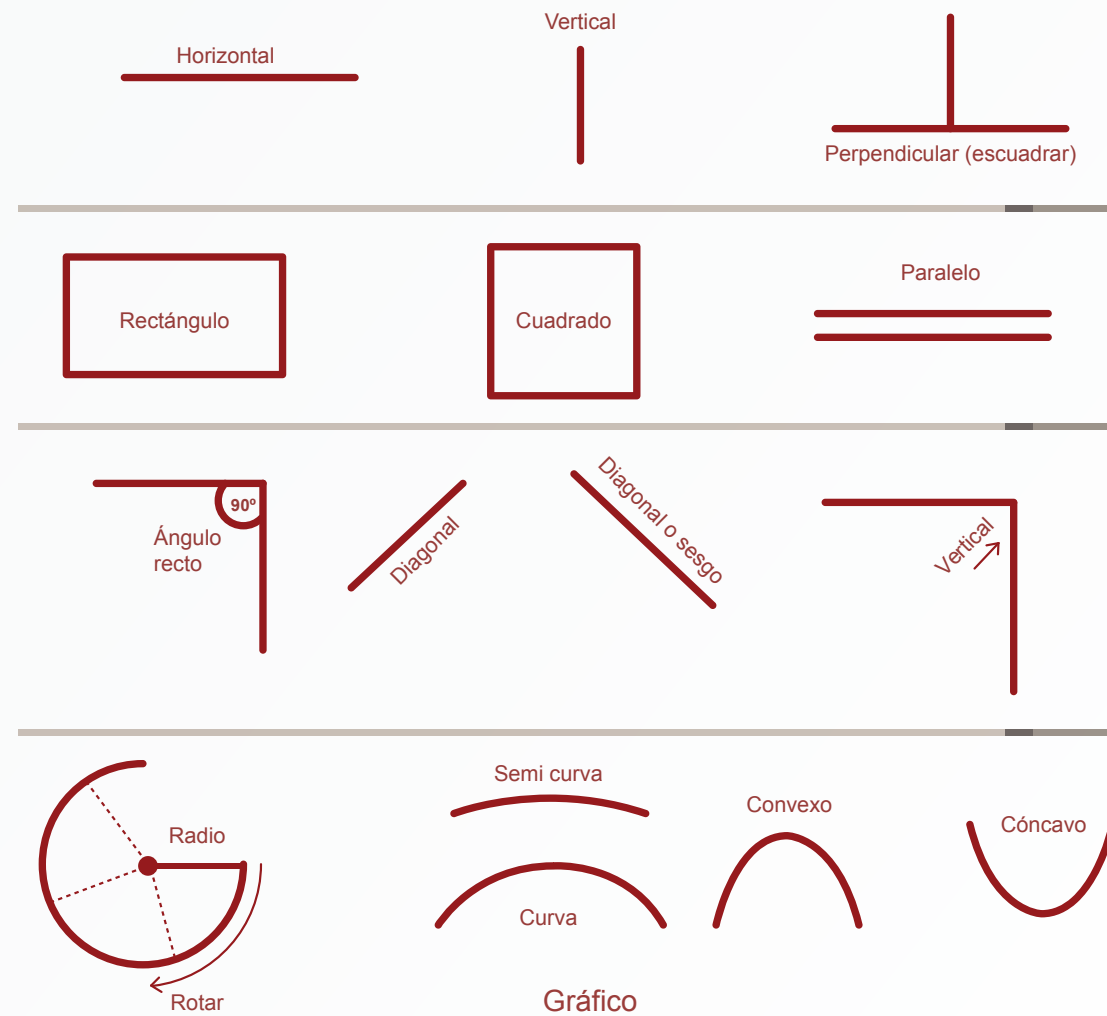 Horizontal
Vertical
Perpendicular (escuadrar)
Rectángulo
Cuadrado
Paralelo
90º
Ángulo
recto
Diagonal
Diagonal o sesgo
Vertical
Radio
Rotar
Semi curva
Curva
Convexo
Cóncavo
Gráfico